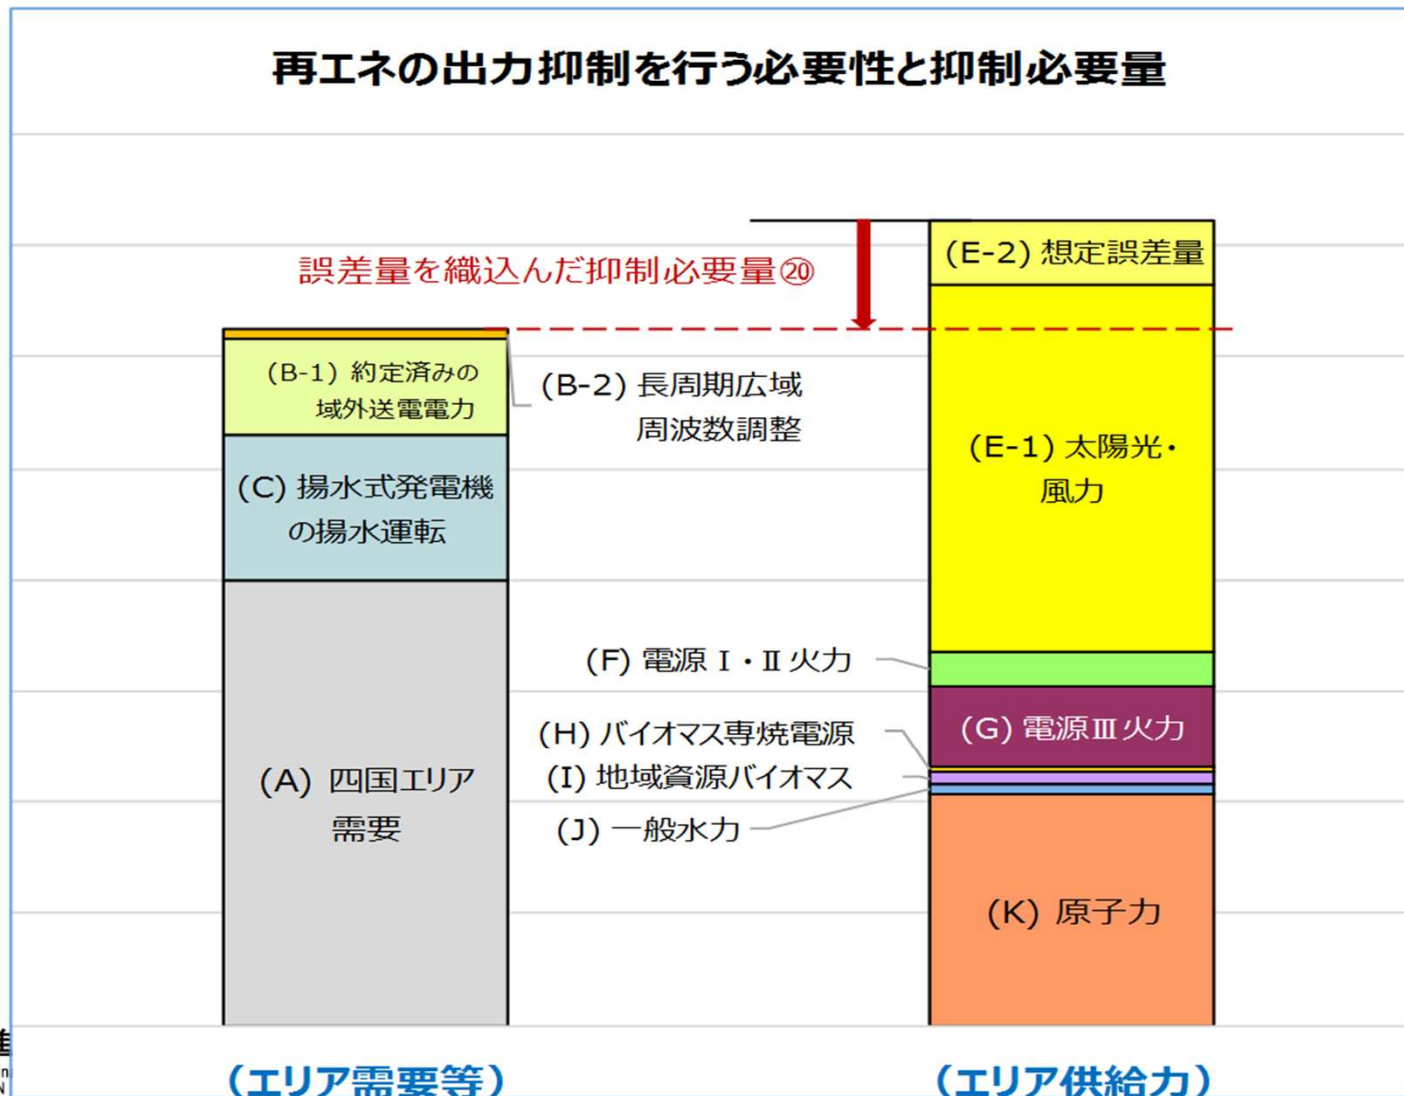 再エネの出力抑制を行う必要性と抑制必要量
(E-2) 想定誤差量
誤差量を織込んだ抑制必要量⑳
(B-1) 約定済みの
域外送電電力
(B-2) 長周期広域
周波数調整
(E-1) 太陽光・
風力
(C) 揚水式発電機
の揚水運転
(F) 電源Ⅰ・Ⅱ火力
(G) 電源Ⅲ火力
(H) バイオマス専焼電源
(I) 地域資源バイオマス
(A) 四国エリア
需要
(J) 一般水力
(K) 原子力
(エリア需要等)
(エリア供給力)